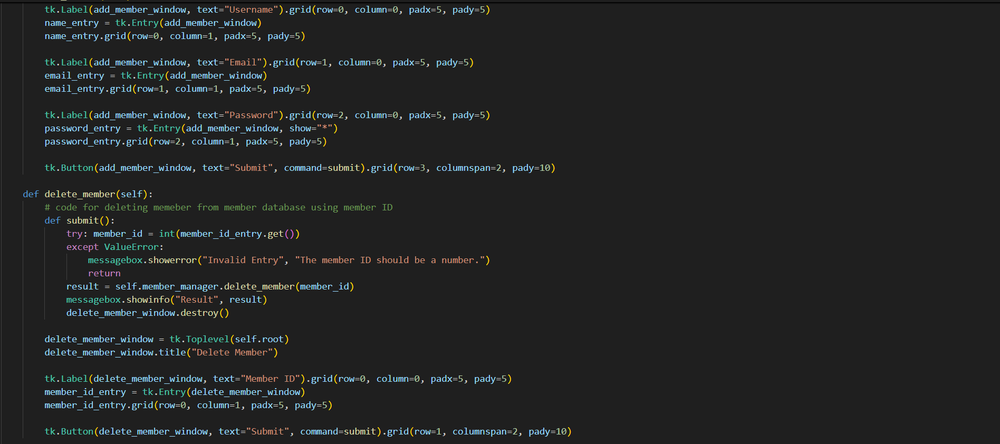 tk.Label(add_member_window, text="Username").grid(row=0, column=0, padx=5, pady=5)
name_entry = tk.Entry(add_member_window)
name_entry.grid(row=0, column=1, padx=5, pady=5)
tk.Label(add_member_window, text="Email").grid(row=1, column=0, padx=5, pady=5)
email_entry = tk.Entry(add_member_window)
email_entry.grid(row=1, column=1, padx=5, pady=5)
tk.Label(add_member_window, text="Password").grid(row=2, column=0, padx=5, pady=5)
password_entry = tk.Entry(add_member_window, show="*")
password_entry.grid(row=2, column=1, padx=5, pady=5)
tk.Button(add_member_window, text="Submit", command=submit).grid(row=3, columnspan=2, pady=10)
def delete_member(self):
# code for deleting memeber from member database using member ID
def submit():
try: member_id = int(member_id_entry.get())
except ValueError:
messagebox.showerror("Invalid Entry", "The member ID should be a number.")
return
result = self.member_manager.delete_member(member_id)
messagebox.showinfo("Result", result)
delete_member_window.destroy()
delete_member_window = tk.Toplevel(self.root)
delete_member_window.title("Delete Member")
tk.Label(delete_member_window, text="Member ID").grid(row=0, column=0, padx=5, pady=5)
member_id_entry = tk.Entry(delete_member_window)
member_id_entry.grid(row=0, column=1, padx=5, pady=5)
tk.Button(delete_member_window, text="Submit", command=submit).grid(row=1, columnspan=2, pady=10)